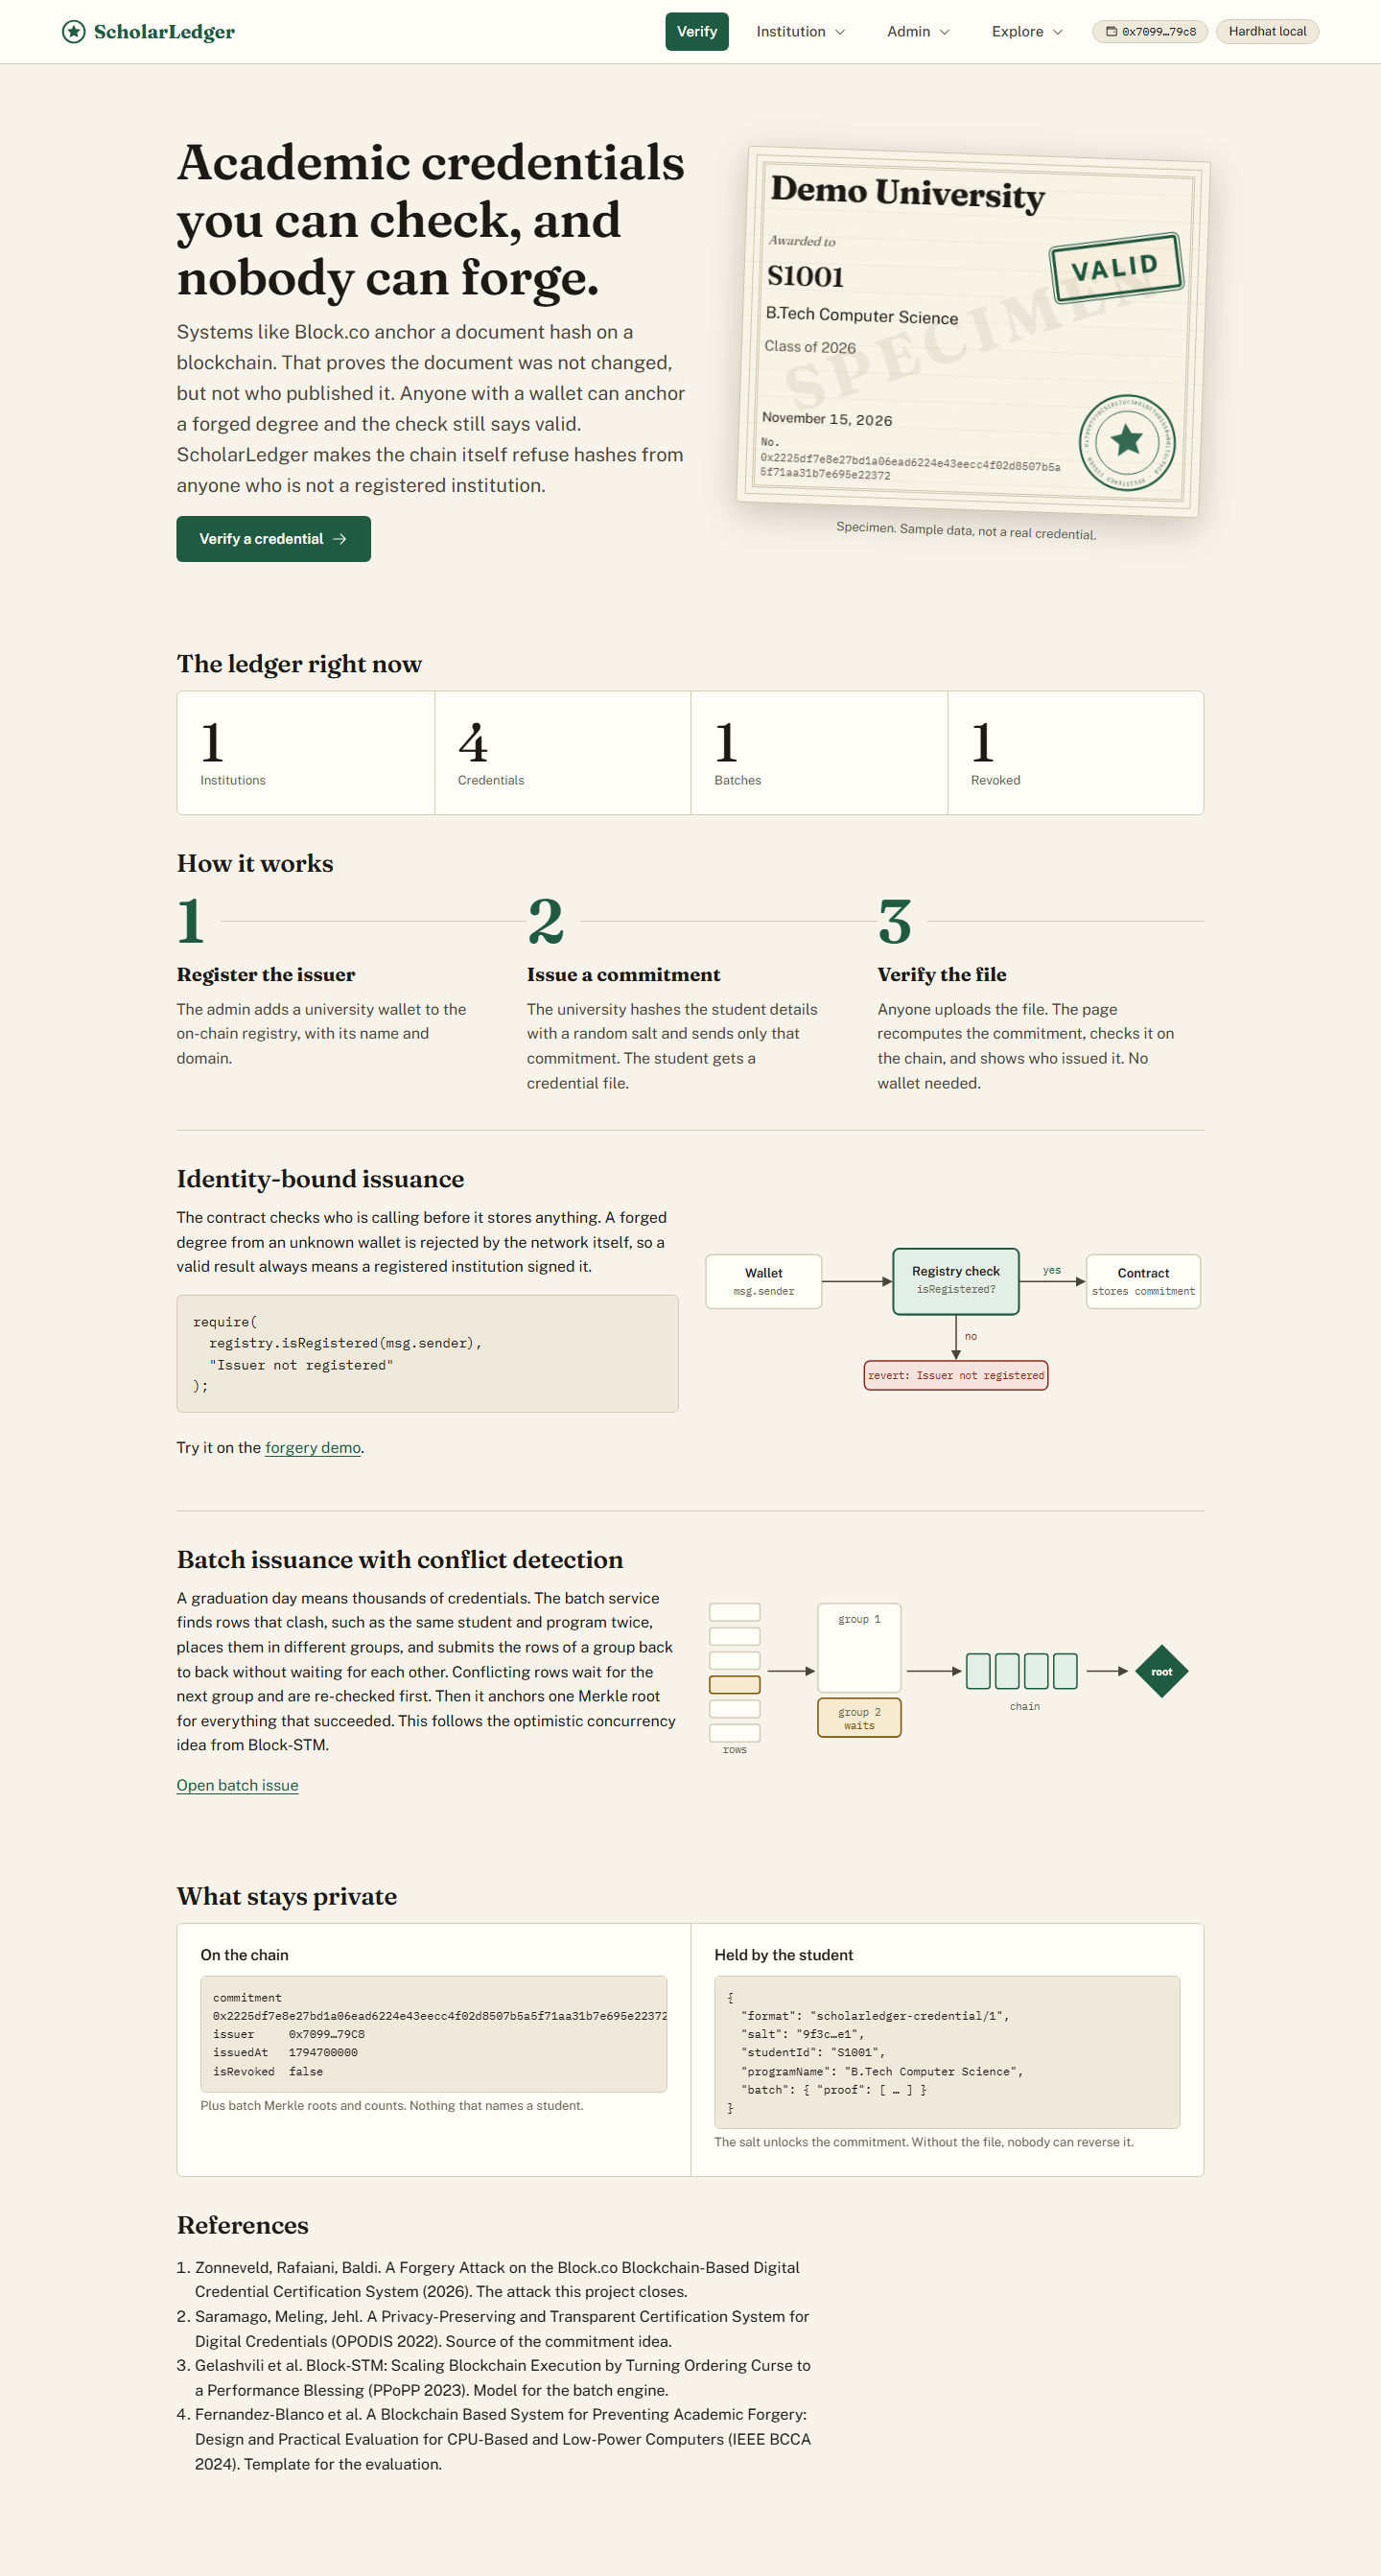 ScholarLedger
Verify
Institution
Admin
Explore
0x7099…79c8
Hardhat local
Academic credentials
you can check, and
nobody can forge.
Systems like Block.co anchor a document hash on a
blockchain. That proves the document was not changed,
but not who published it. Anyone with a wallet can anchor
a forged degree and the check still says valid.
ScholarLedger makes the chain itself refuse hashes from
anyone who is not a registered institution.
Verify a credential
Demo University
Awarded to
S1001
B.Tech Computer Science
Class of 2026
VALID
SPECIMEN
November 15, 2026
No.
0x2225df7e8e27bd1a06ead6224e43eecc4f02d8507b5a
5f71aa31b7e695e22372
Specimen. Sample data, not a real credential.
The ledger right now
1
Institutions
4
Credentials
1
Batches
1
Revoked
How it works
1
Register the issuer
The admin adds a university wallet to the
on-chain registry, with its name and
domain.
2
Issue a commitment
The university hashes the student details
with a random salt and sends only that
commitment. The student gets a
credential file.
3
Verify the file
Anyone uploads the file. The page
recomputes the commitment, checks it on
the chain, and shows who issued it. No
wallet needed.
Identity-bound issuance
The contract checks who is calling before it stores anything. A forged
degree from an unknown wallet is rejected by the network itself, so a
valid result always means a registered institution signed it.
require(
  registry.isRegistered(msg.sender),
  "Issuer not registered"
);
Try it on the forgery demo.
Wallet
msg.sender
Registry check
isRegistered?
yes
Contract
stores commitment
no
revert: Issuer not registered
Batch issuance with conflict detection
A graduation day means thousands of credentials. The batch service
finds rows that clash, such as the same student and program twice,
places them in different groups, and submits the rows of a group back
to back without waiting for each other. Conflicting rows wait for the
next group and are re-checked first. Then it anchors one Merkle root
for everything that succeeded. This follows the optimistic concurrency
idea from Block-STM.
Open batch issue
rows
group 1
group 2
waits
chain
root
What stays private
On the chain
commitment
0x2225df7e8e27bd1a06ead6224e43eecc4f02d8507b5a5f71aa31b7e695e22372
issuer 0x7099…79C8
issuedAt 1794700000
isRevoked false
Plus batch Merkle roots and counts. Nothing that names a student.
Held by the student
{
  "format": "scholarledger-credential/1",
  "salt": "9f3c…e1",
  "studentId": "S1001",
  "programName": "B.Tech Computer Science",
  "batch": { "proof": [ … ] }
}
The salt unlocks the commitment. Without the file, nobody can reverse it.
References
1. Zonneveld, Rafaiani, Baldi. A Forgery Attack on the Block.co Blockchain-Based Digital
Credential Certification System (2026). The attack this project closes.
2. Saramago, Meling, Jehl. A Privacy-Preserving and Transparent Certification System for
Digital Credentials (OPODIS 2022). Source of the commitment idea.
3. Gelashvili et al. Block-STM: Scaling Blockchain Execution by Turning Ordering Curse to
a Performance Blessing (PPoPP 2023). Model for the batch engine.
4. Fernandez-Blanco et al. A Blockchain Based System for Preventing Academic Forgery:
Design and Practical Evaluation for CPU-Based and Low-Power Computers (IEEE BCCA
2024). Template for the evaluation.